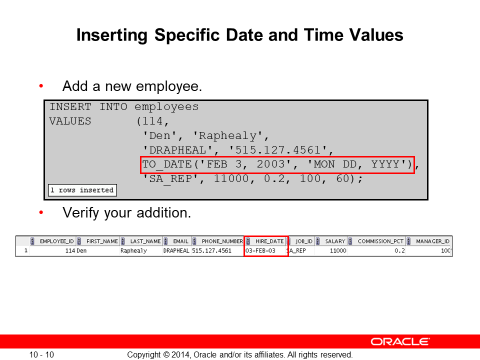 Inserting Specific Date and Time Values
• Add a new employee.
INSERT INTO employees
VALUES (114,
'Den', 'Raphealy',
'DRAPHEAL', '515.127.4561',
TO_DATE('FEB 3, 2003', 'MON DD, YYYY'),
'SA_REP', 11000, 0.2, 100, 60);
1 rows inserted
• Verify your addition.
EMPLOYEE_ID FIRST_NAME LAST_NAME EMAIL PHONE_NUMBER HIRE_DATE JOB_ID SALARY COMMISSION_PCT MANAGER_ID
1 114 Den Raphealy DRAPHEAL 515.127.4561 03-FEB-03 SA_REP 11000 0.2 100
ORACLE
10 - 10 Copyright © 2014, Oracle and/or its affiliates. All rights reserved.